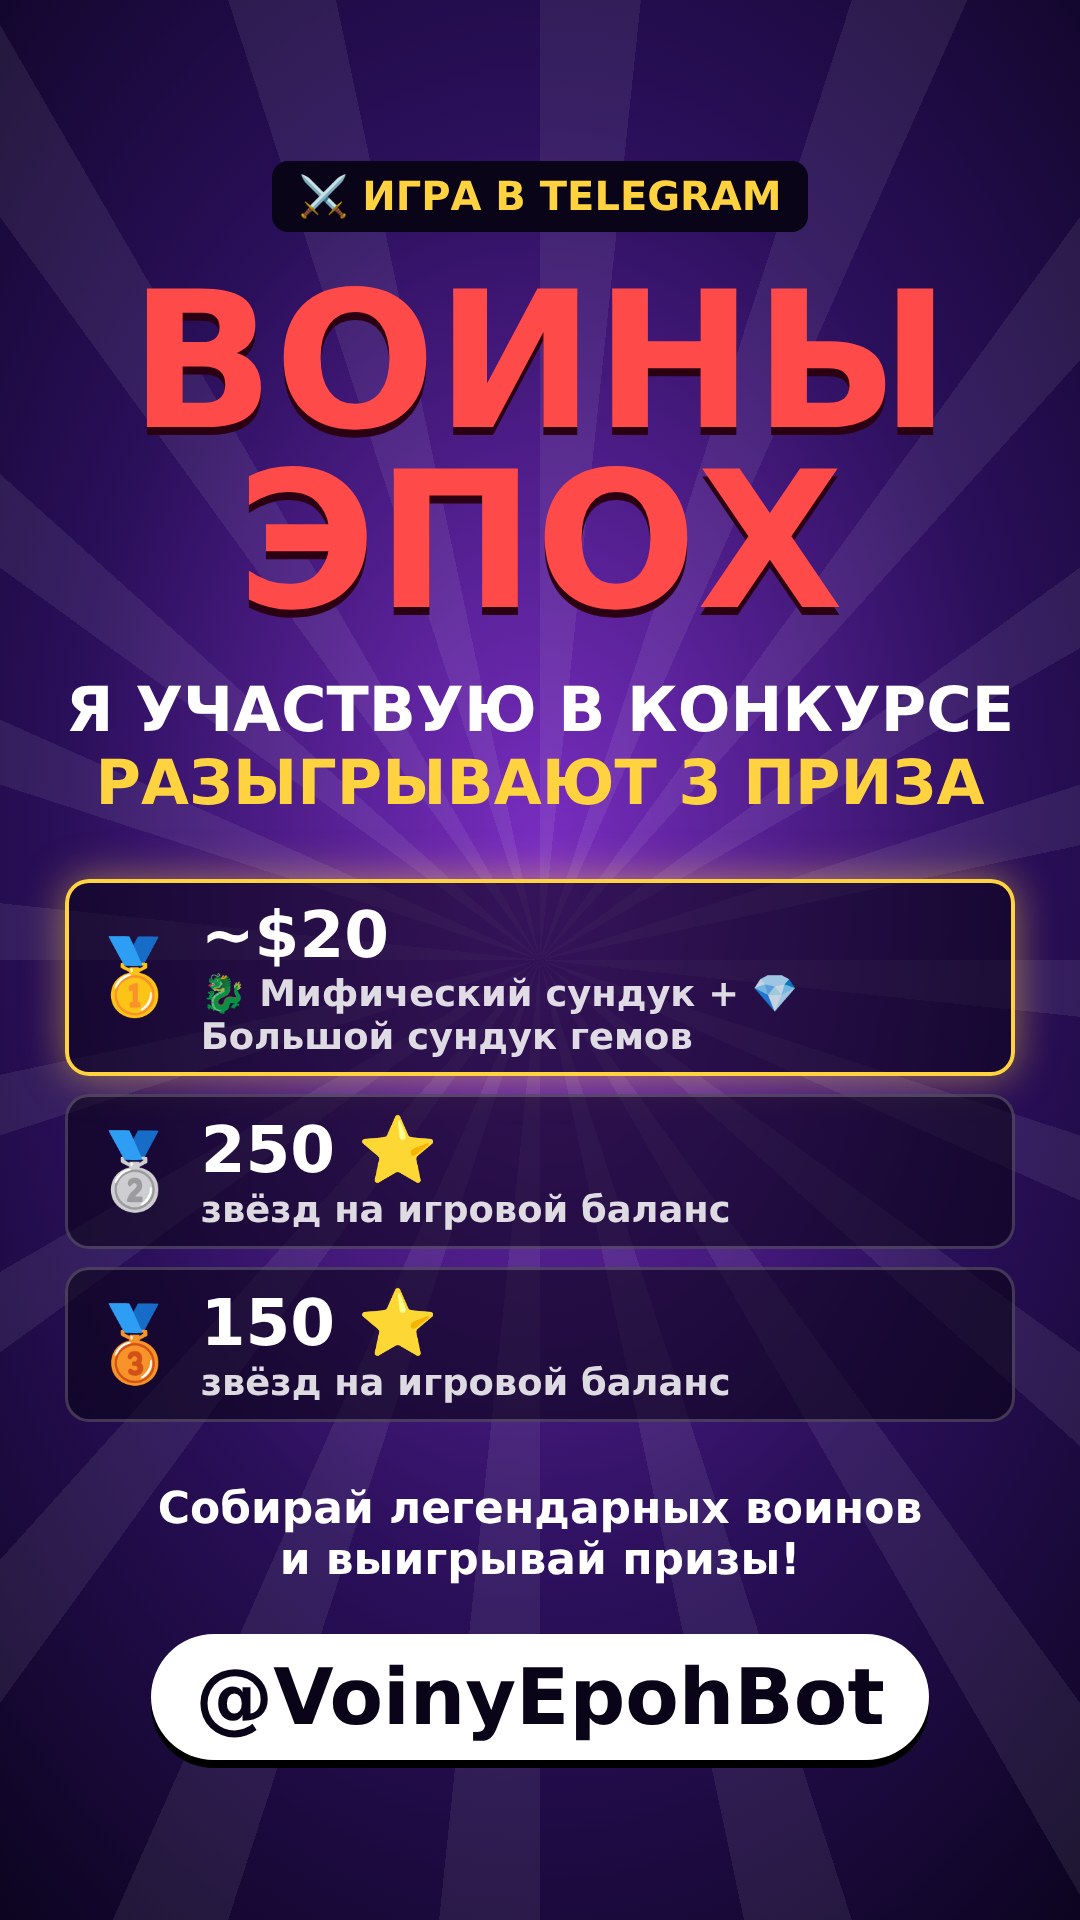 ⚔️ ИГРА В TELEGRAM
ВОИНЫ
ЭПОХ
Я УЧАСТВУЮ В КОНКУРСЕ
РАЗЫГРЫВАЮТ 3 ПРИЗА
~$20
🥇 🐉 Мифический сундук + 💎
Большой сундук гемов
250 ⭐
🥈 звёзд на игровой баланс
150 ⭐
🥉 звёзд на игровой баланс
Собирай легендарных воинов
и выигрывай призы!
@VoinyEpohBot